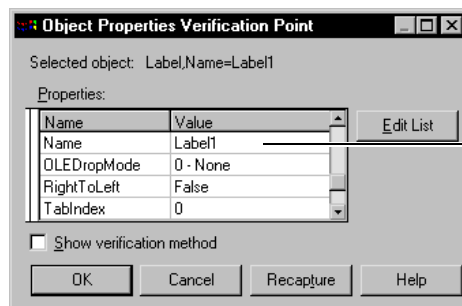 Object Properties Verification Point
Selected object: Label,Name=Label1
Properties:
Name Value
Name Label1
OLEDropMode 0 - None
RightToLeft False
TabIndex 0
Edit List
Show verification method
OK Cancel Recapture Help